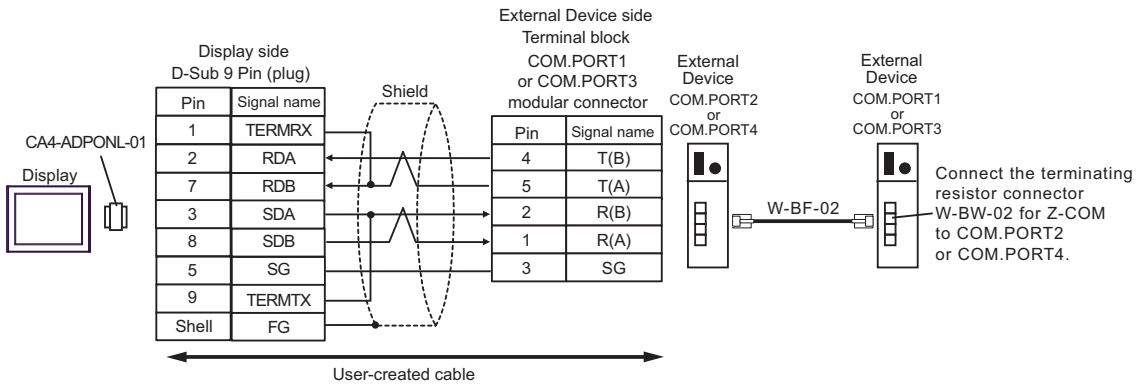 External Device side
Terminal block
COM.PORT1
or COM.PORT3
modular connector
Display side
D-Sub 9 Pin (plug)
Shield
CA4-ADPONL-01
Display
Pin Signal name
1 TERMRX
2 RDA
7 RDB
3 SDA
8 SDB
5 SG
9 TERMTX
Shell FG
Pin Signal name
4 T(B)
5 T(A)
2 R(B)
1 R(A)
3 SG
User-created cable
External
Device
COM.PORT2
or
COM.PORT4
W-BF-02
External
Device
COM.PORT1
or
COM.PORT3
Connect the terminating
resistor connector
W-BW-02 for Z-COM
to COM.PORT2
or COM.PORT4.